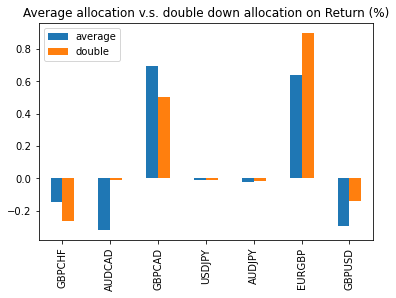 Average allocation v.s. double down allocation on Return (%)
average
double
0.8
0.6
0.4
0.2
0.0
−0.2
GBPCHF
AUDCAD
GBPCAD
USDJPY
AUDJPY
EURGBP
GBPUSD